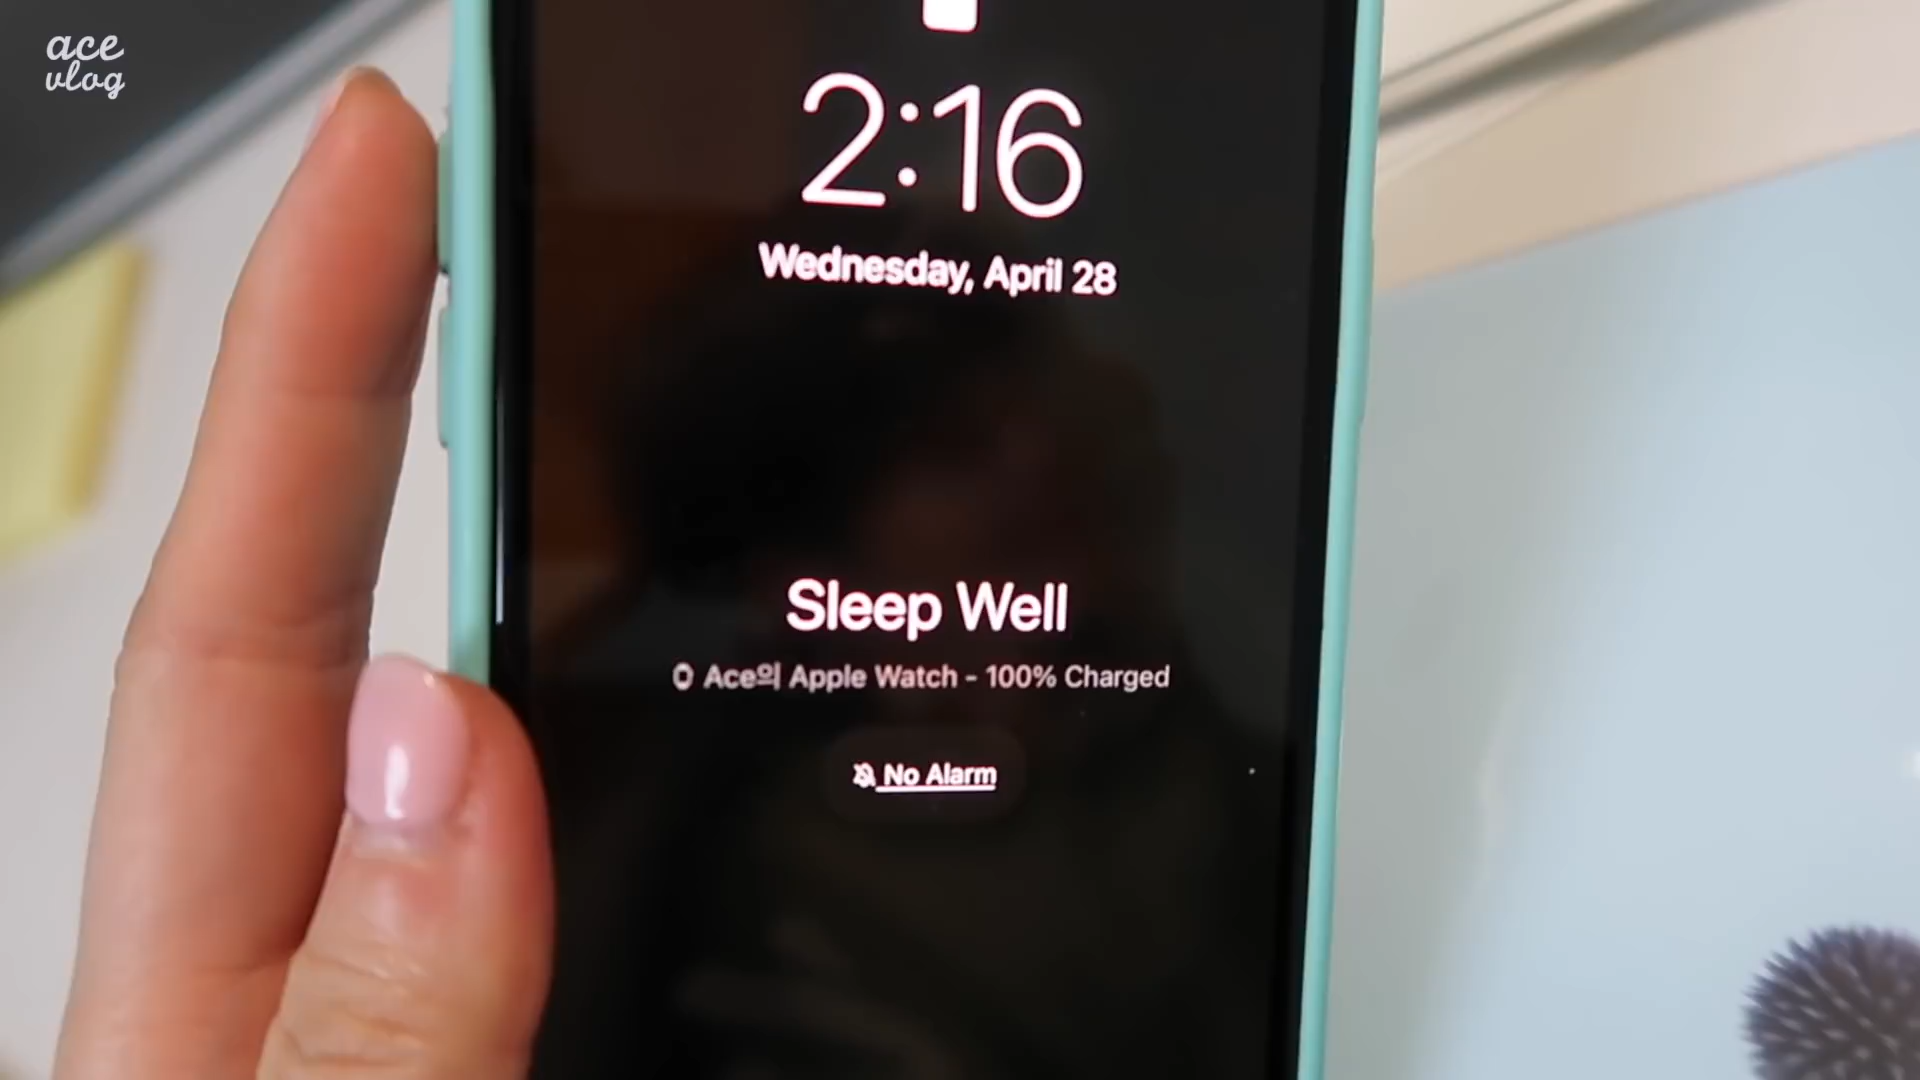 ace
vlog
2:16
Wednesday, April 28
Sleep Well
Ace의 Apple Watch - 100% Charged
No Alarm